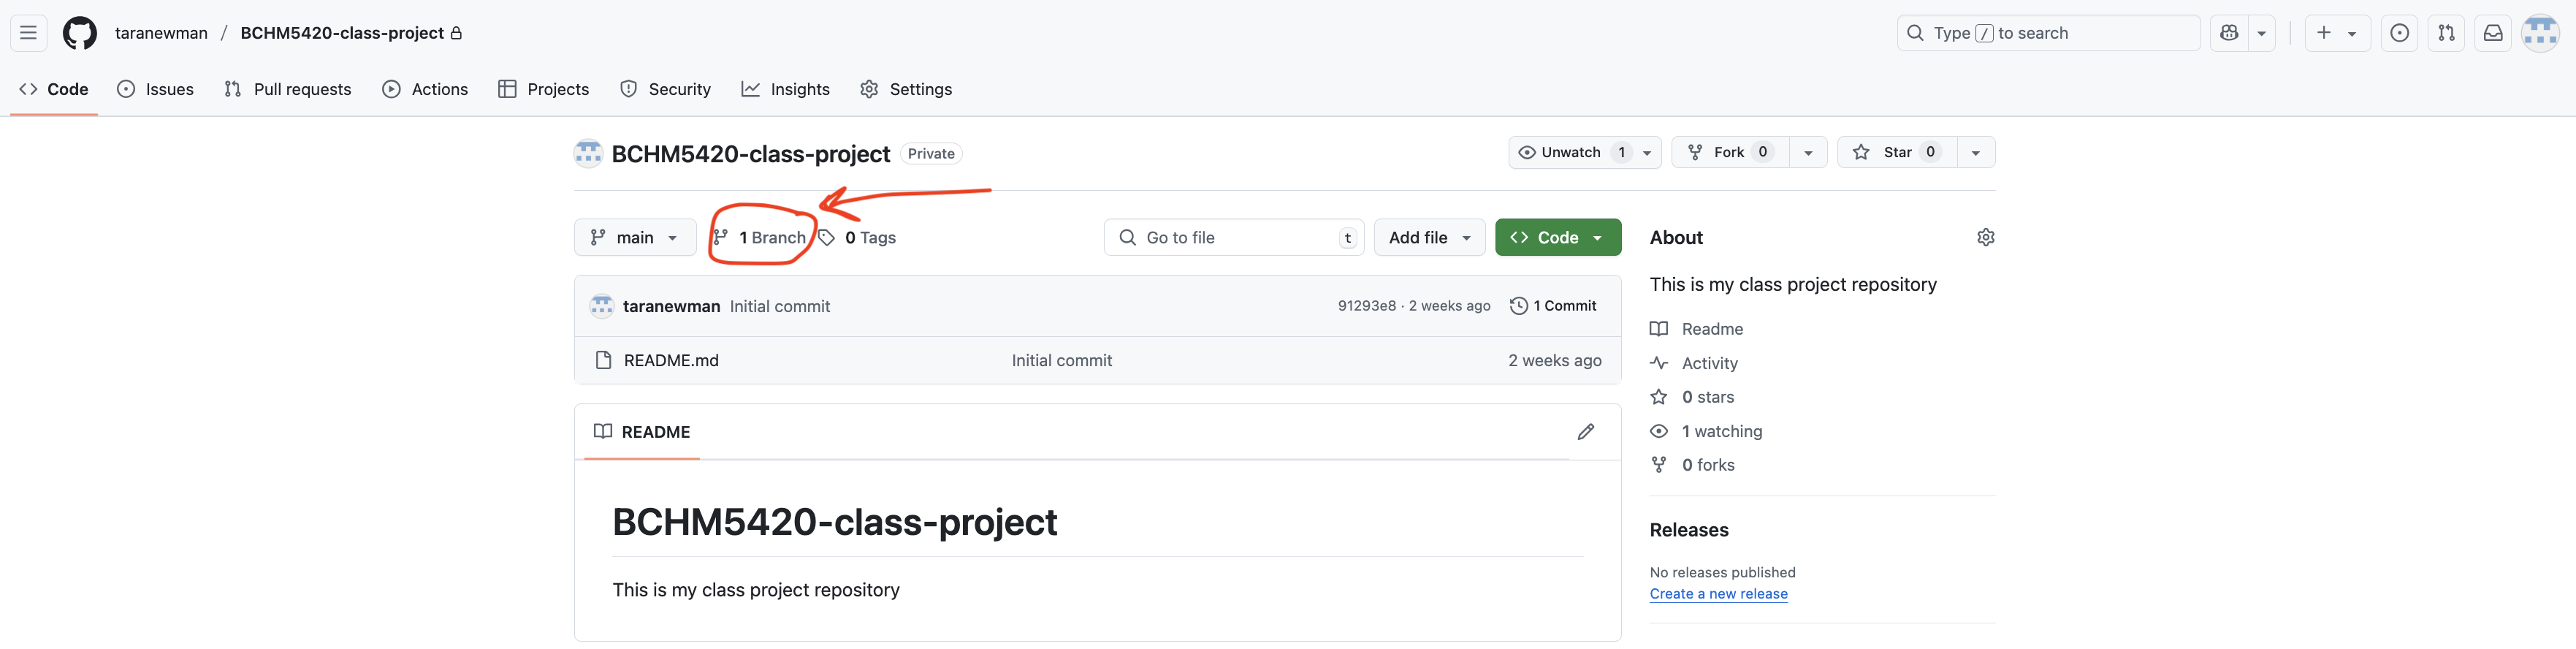 taranewman / BCHM5420-class-project
Type / to search
Code Issues Pull requests Actions Projects Security Insights Settings
BCHM5420-class-project Private
Unwatch 1 Fork 0 Star 0
main 1 Branch 0 Tags
Go to file t Add file Code
taranewman Initial commit 91293e8 · 2 weeks ago 1 Commit
README.md Initial commit 2 weeks ago
README
BCHM5420-class-project
This is my class project repository
About
This is my class project repository
Readme
Activity
0 stars
1 watching
0 forks
Releases
No releases published
Create a new release